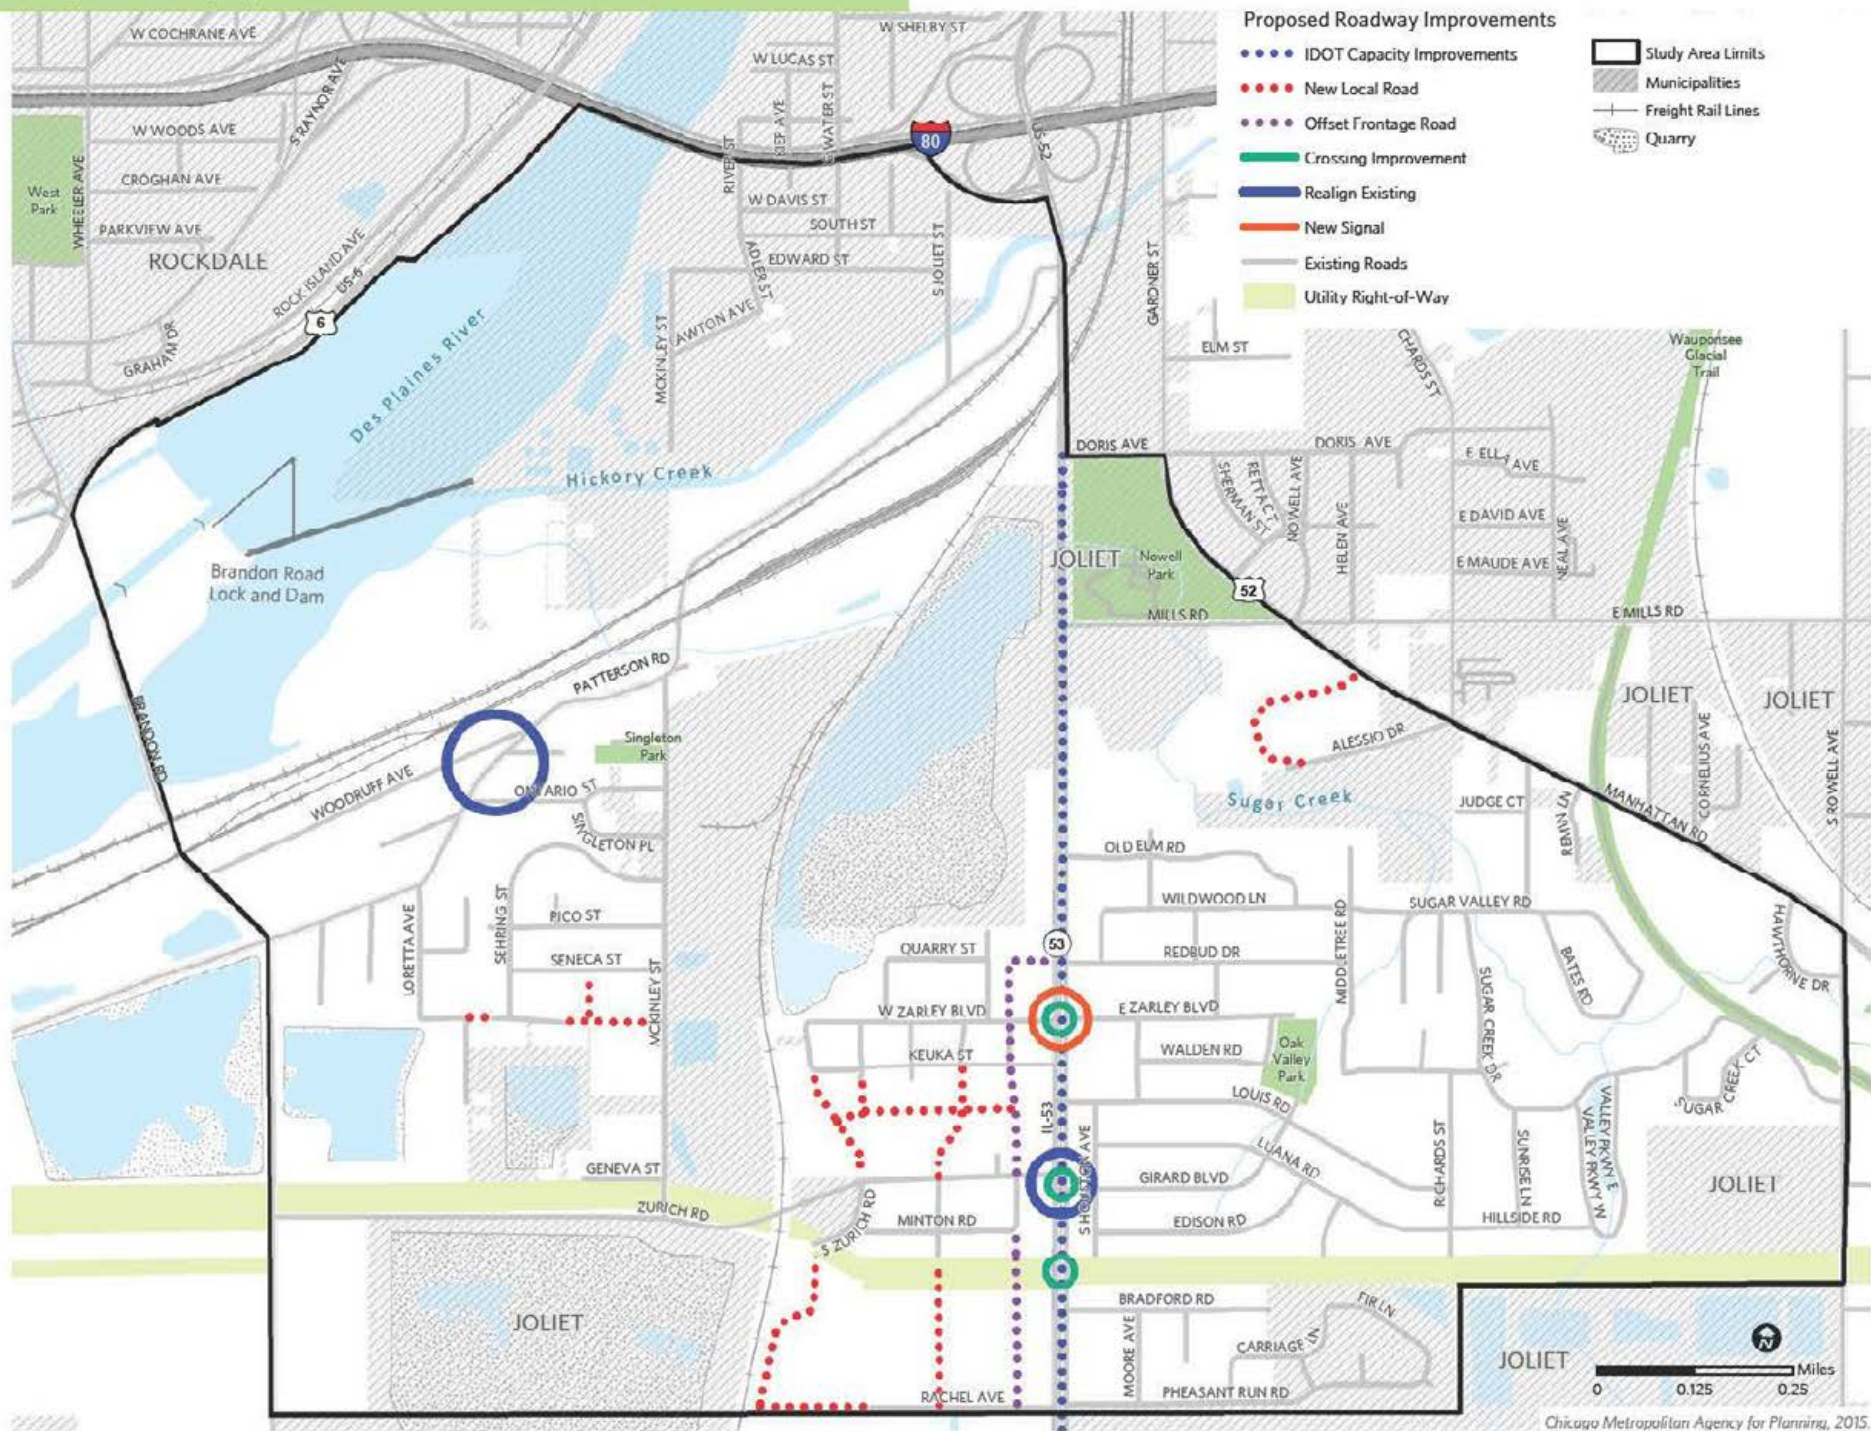 W COCHRANE AVE
W SHELBY ST
W LUCAS ST
S RAYNOR AVE
W WOODS AVE
WHEELER AVE
CROGHAN AVE
West
Park
PARKVIEW AVE
ROCKDALE
ROCK ISLAND AVE
US-6
6
GRAHAM DR
RIVER ST
80
US-52
W DAVIS ST
SOUTH ST
EDWARD ST
ADLER ST
S JOLIET ST
MCKINLEY ST
GARDNER ST
Proposed Roadway Improvements
IDOT Capacity Improvements
New Local Road
Offset Frontage Road
Crossing Improvement
Realign Existing
New Signal
Existing Roads
Utility Right-of-Way
Study Area Limits
Municipalities
Freight Rail Lines
Quarry
ELM ST
CHARDS ST
Wauponsee
Glacial
Trail
Des Plaines River
Hickory Creek
Brandon Road
Lock and Dam
BRANDON RD
DORIS AVE
DORIS AVE
SHERMAN ST
RETTA CT
NOWELL AVE
HELEN AVE
E DAVID AVE
E MAUDE AVE
NEAL AVE
JOLIET
Nowell
Park
52
MILLS RD
E MILLS RD
PATTERSON RD
Singleton
Park
WOODRUFF AVE
ONTARIO ST
SINGLETON PL
ALESSIO DR
Sugar Creek
JUDGE CT
JOLIET
JOLIET
CORNELIUS AVE
MANHATTAN RD
S ROWELL AVE
OLD ELM RD
WILDWOOD LN
SUGAR VALLEY RD
MIDDLETREE RD
HAWTHORNE DR
BATES RD
LORETTA AVE
SEHRING ST
PICO ST
SENECA ST
MCKINLEY ST
QUARRY ST
53
REDBUD DR
W ZARLEY BLVD
E ZARLEY BLVD
KEUKA ST
WALDEN RD
Oak
Valley
Park
SUGAR CREEK DR
SUGAR CREEK CT
IL-53
LOUIS RD
LUANA RD
RICHARDS ST
SUNRISE LN
VALLEY PKWY E
VALLEY PKWY W
GENEVA ST
ZURICH RD
S ZURICH RD
MINTON RD
GIRARD BLVD
EDISON RD
HILLSIDE RD
JOLIET
JOLIET
BRADFORD RD
MOORE AVE
FIR LN
CARRIAGE LN
PHEASANT RUN RD
RACHEL AVE
JOLIET
N
Miles
0 0.125 0.25
Chicago Metropolitan Agency for Planning, 2015.